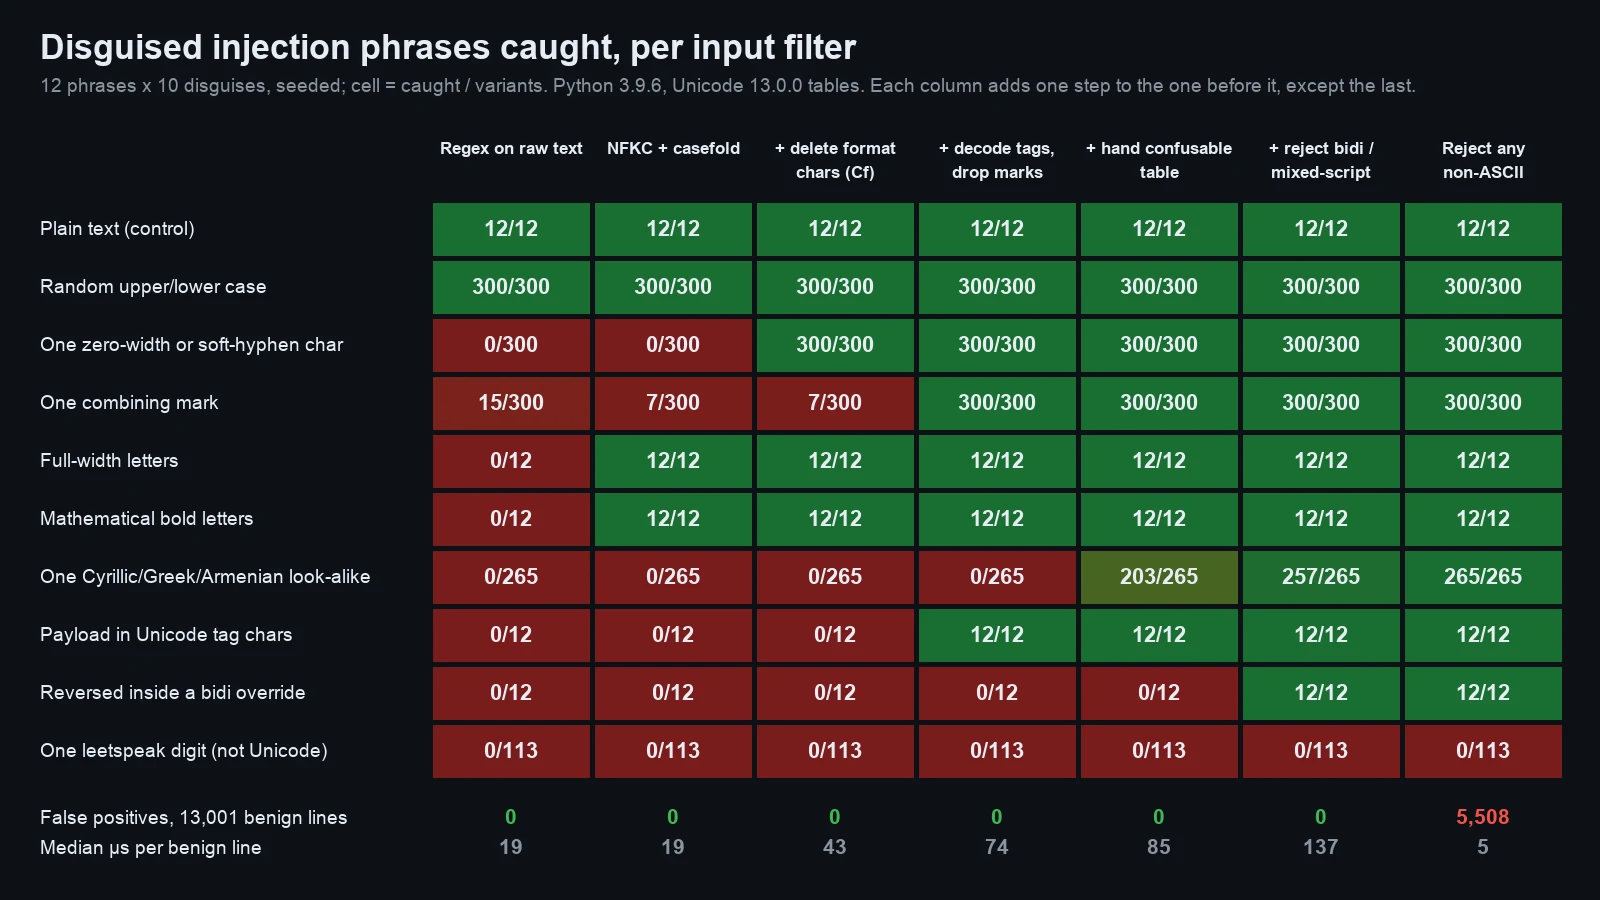 Disguised injection phrases caught, per input filter
12 phrases x 10 disguises, seeded; cell = caught / variants. Python 3.9.6, Unicode 13.0.0 tables. Each column adds one step to the one before it, except the last.
Regex on raw text NFKC + casefold + delete format chars (Cf) + decode tags, drop marks + hand confusable table + reject bidi / mixed-script Reject any non-ASCII
Plain text (control) 12/12 12/12 12/12 12/12 12/12 12/12 12/12
Random upper/lower case 300/300 300/300 300/300 300/300 300/300 300/300 300/300
One zero-width or soft-hyphen char 0/300 0/300 300/300 300/300 300/300 300/300 300/300
One combining mark 15/300 7/300 7/300 300/300 300/300 300/300 300/300
Full-width letters 0/12 12/12 12/12 12/12 12/12 12/12 12/12
Mathematical bold letters 0/12 12/12 12/12 12/12 12/12 12/12 12/12
One Cyrillic/Greek/Armenian look-alike 0/265 0/265 0/265 0/265 203/265 257/265 265/265
Payload in Unicode tag chars 0/12 0/12 0/12 12/12 12/12 12/12 12/12
Reversed inside a bidi override 0/12 0/12 0/12 0/12 0/12 12/12 12/12
One leetspeak digit (not Unicode) 0/113 0/113 0/113 0/113 0/113 0/113 0/113
False positives, 13,001 benign lines 0 0 0 0 0 0 5,508
Median µs per benign line 19 19 43 74 85 137 5